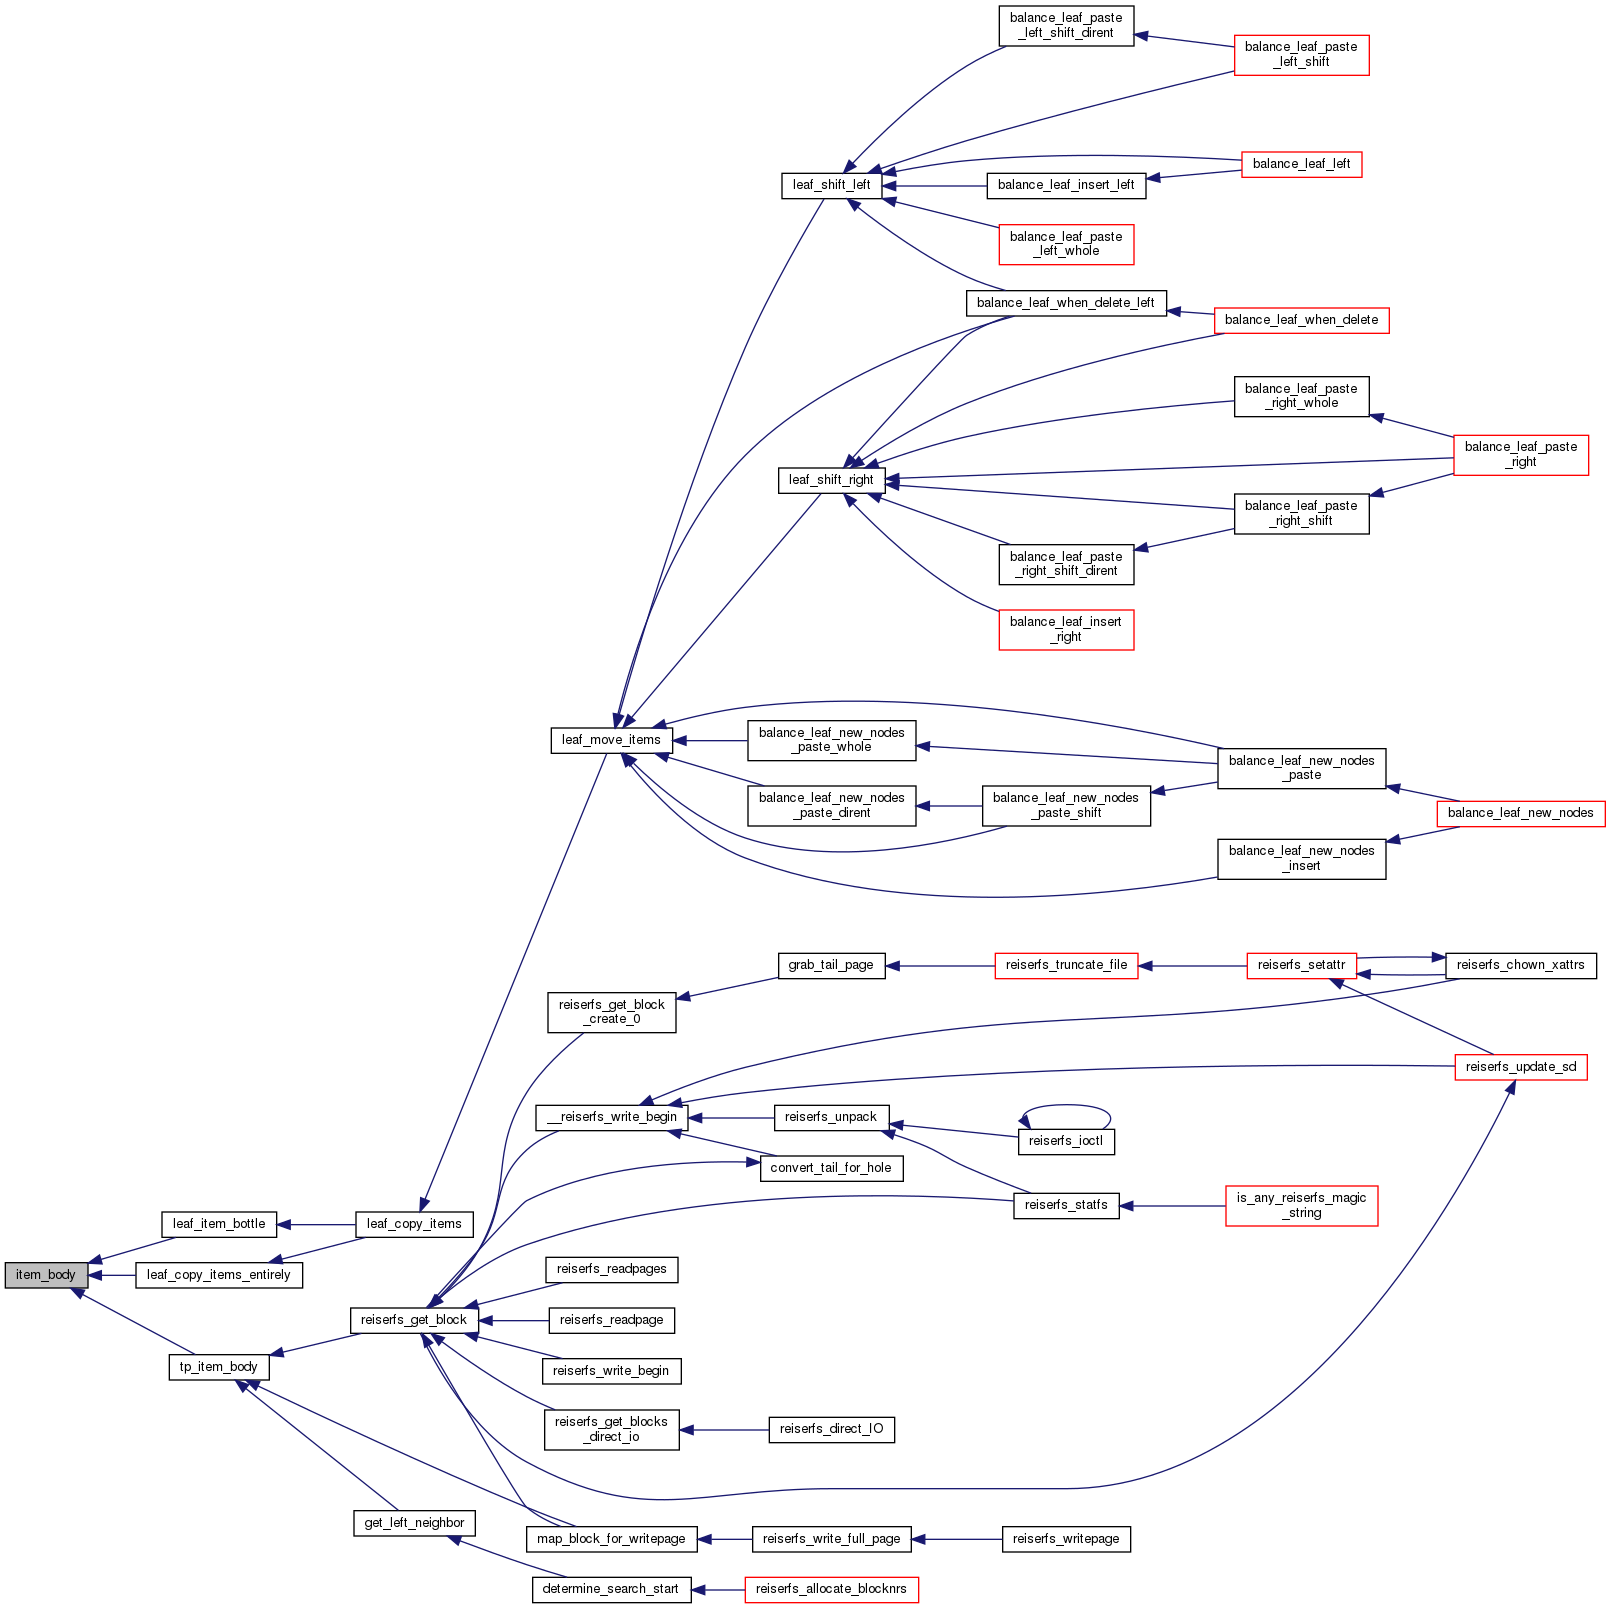 balance_leaf_paste
_left_shift_dirent
balance_leaf_paste
_left_shift
balance_leaf_left
leaf_shift_left
balance_leaf_insert_left
balance_leaf_paste
_left_whole
balance_leaf_when_delete_left
balance_leaf_when_delete
balance_leaf_paste
_right_whole
balance_leaf_paste
_right
leaf_shift_right
balance_leaf_paste
_right_shift
balance_leaf_paste
_right_shift_dirent
balance_leaf_insert
_right
leaf_move_items
balance_leaf_new_nodes
_paste_whole
balance_leaf_new_nodes
_paste
balance_leaf_new_nodes
_paste_dirent
balance_leaf_new_nodes
_paste_shift
balance_leaf_new_nodes
balance_leaf_new_nodes
_insert
grab_tail_page
reiserfs_truncate_file
reiserfs_setattr
reiserfs_chown_xattrs
reiserfs_get_block
_create_0
reiserfs_update_sd
__reiserfs_write_begin
reiserfs_unpack
reiserfs_ioctl
convert_tail_for_hole
reiserfs_statfs
is_any_reiserfs_magic
_string
leaf_item_bottle
leaf_copy_items
item_body
leaf_copy_items_entirely
reiserfs_readpages
reiserfs_get_block
reiserfs_readpage
tp_item_body
reiserfs_write_begin
reiserfs_get_blocks
_direct_io
reiserfs_direct_IO
get_left_neighbor
map_block_for_writepage
reiserfs_write_full_page
reiserfs_writepage
determine_search_start
reiserfs_allocate_blocknrs